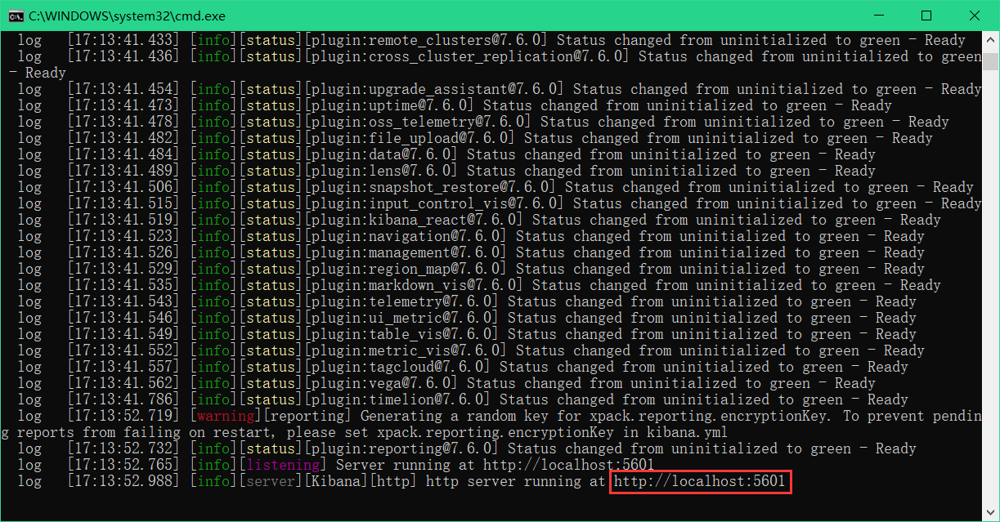 C:\WINDOWS\system32\cmd.exe
log [17:13:41.433] [info][status][plugin:remote_clusters@7.6.0] Status changed from uninitialized to green - Ready
log [17:13:41.436] [info][status][plugin:cross_cluster_replication@7.6.0] Status changed from uninitialized to green
- Ready
log [17:13:41.454] [info][status][plugin:upgrade_assistant@7.6.0] Status changed from uninitialized to green - Ready
log [17:13:41.473] [info][status][plugin:uptime@7.6.0] Status changed from uninitialized to green - Ready
log [17:13:41.478] [info][status][plugin:oss_telemetry@7.6.0] Status changed from uninitialized to green - Ready
log [17:13:41.482] [info][status][plugin:file_upload@7.6.0] Status changed from uninitialized to green - Ready
log [17:13:41.484] [info][status][plugin:data@7.6.0] Status changed from uninitialized to green - Ready
log [17:13:41.489] [info][status][plugin:lens@7.6.0] Status changed from uninitialized to green - Ready
log [17:13:41.506] [info][status][plugin:snapshot_restore@7.6.0] Status changed from uninitialized to green - Ready
log [17:13:41.515] [info][status][plugin:input_control_vis@7.6.0] Status changed from uninitialized to green - Ready
log [17:13:41.519] [info][status][plugin:kibana_react@7.6.0] Status changed from uninitialized to green - Ready
log [17:13:41.523] [info][status][plugin:navigation@7.6.0] Status changed from uninitialized to green - Ready
log [17:13:41.526] [info][status][plugin:management@7.6.0] Status changed from uninitialized to green - Ready
log [17:13:41.529] [info][status][plugin:region_map@7.6.0] Status changed from uninitialized to green - Ready
log [17:13:41.535] [info][status][plugin:markdown_vis@7.6.0] Status changed from uninitialized to green - Ready
log [17:13:41.543] [info][status][plugin:telemetry@7.6.0] Status changed from uninitialized to green - Ready
log [17:13:41.546] [info][status][plugin:ui_metric@7.6.0] Status changed from uninitialized to green - Ready
log [17:13:41.549] [info][status][plugin:table_vis@7.6.0] Status changed from uninitialized to green - Ready
log [17:13:41.552] [info][status][plugin:metric_vis@7.6.0] Status changed from uninitialized to green - Ready
log [17:13:41.557] [info][status][plugin:tagcloud@7.6.0] Status changed from uninitialized to green - Ready
log [17:13:41.562] [info][status][plugin:vega@7.6.0] Status changed from uninitialized to green - Ready
log [17:13:41.786] [info][status][plugin:timelion@7.6.0] Status changed from uninitialized to green - Ready
log [17:13:52.719] [warning][reporting] Generating a random key for xpack.reporting.encryptionKey. To prevent pendin
g reports from failing on restart, please set xpack.reporting.encryptionKey in kibana.yml
log [17:13:52.732] [info][status][plugin:reporting@7.6.0] Status changed from uninitialized to green - Ready
log [17:13:52.765] [info][listening] Server running at http://localhost:5601
log [17:13:52.988] [info][server][Kibana][http] http server running at http://localhost:5601